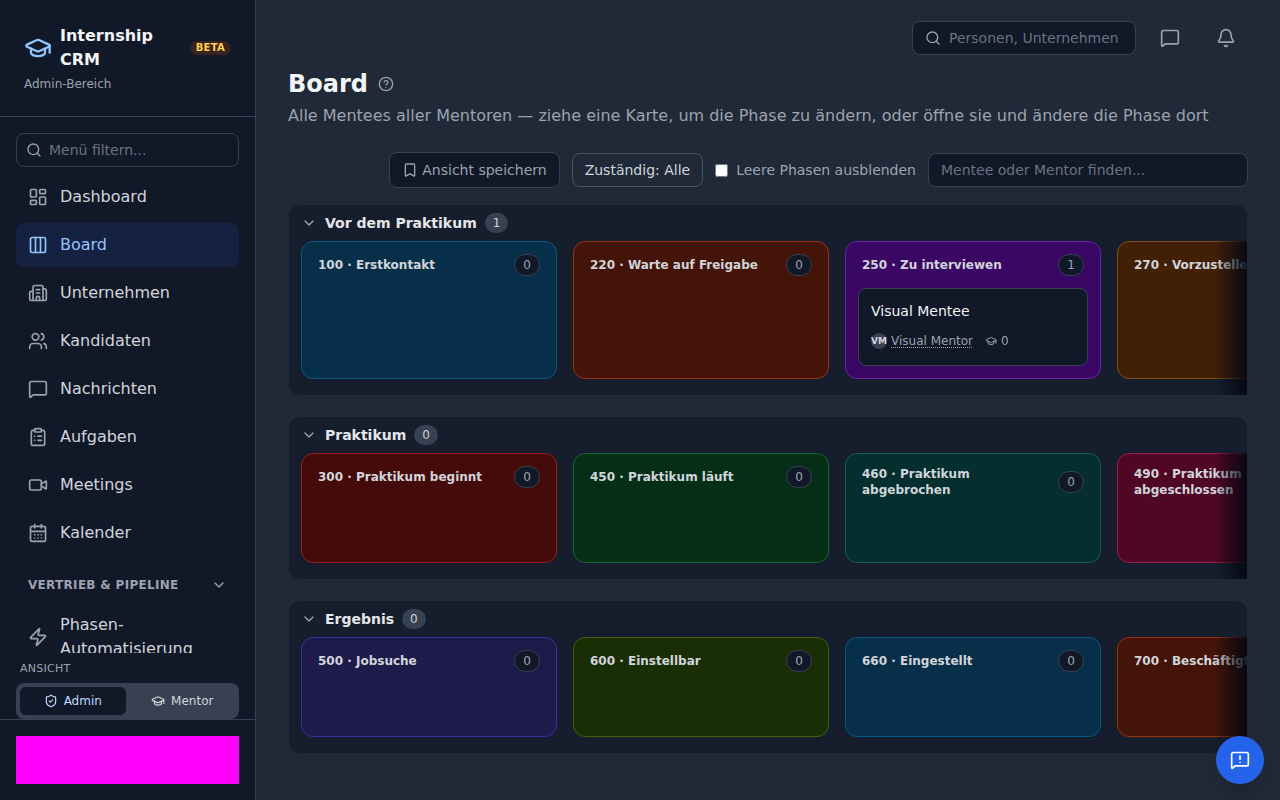 Internship CRM
BETA
Admin-Bereich
Menü filtern...
Dashboard
Board
Unternehmen
Kandidaten
Nachrichten
Aufgaben
Meetings
Kalender
VERTRIEB & PIPELINE
Phasen-
Automatisierung
ANSICHT
Admin
Mentor
Personen, Unternehmen
Board
Alle Mentees aller Mentoren — ziehe eine Karte, um die Phase zu ändern, oder öffne sie und ändere die Phase dort
Ansicht speichern
Zuständig: Alle
Leere Phasen ausblenden
Mentee oder Mentor finden...
Vor dem Praktikum 1
100 · Erstkontakt 0
220 · Warte auf Freigabe 0
250 · Zu interviewen 1
Visual Mentee
VM Visual Mentor 0
270 · Vorzustelle
Praktikum 0
300 · Praktikum beginnt 0
450 · Praktikum läuft 0
460 · Praktikum
abgebrochen 0
490 · Praktikum
abgeschlossen
Ergebnis 0
500 · Jobsuche 0
600 · Einstellbar 0
660 · Eingestellt 0
700 · Beschäftigt